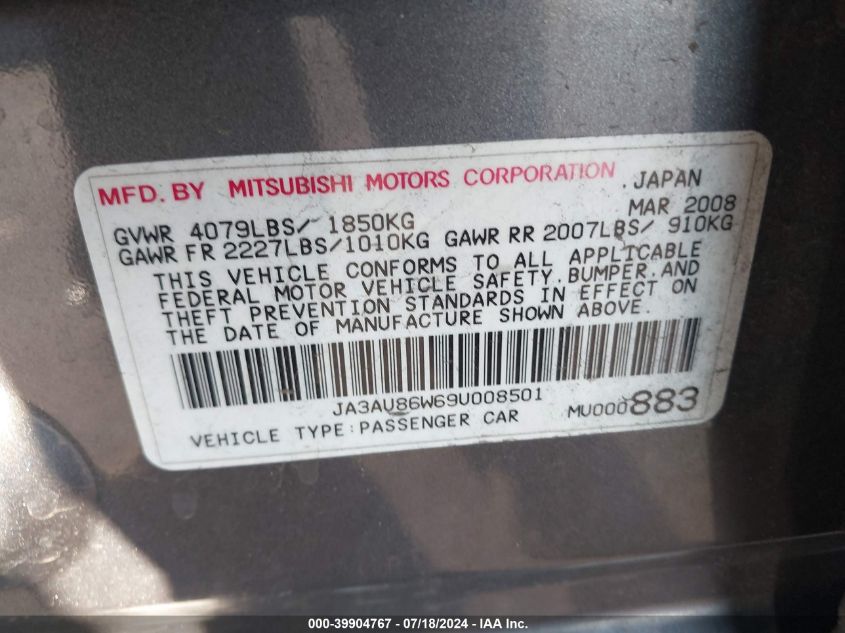 MFD. BY MITSUBISHI MOTORS CORPORATION . JAPAN
MAR 2008
GVWR 4079LBS/ 1850KG
GAWR FR 2227LBS/1010KG GAWR RR 2007LBS/ 910KG
THIS VEHICLE CONFORMS TO ALL APPLICABLE
FEDERAL MOTOR VEHICLE SAFETY, BUMPER, AND
THEFT PREVENTION STANDARDS IN EFFECT ON
THE DATE OF MANUFACTURE SHOWN ABOVE.
JA3AU86W69U008501
MU000883
VEHICLE TYPE:PASSENGER CAR
000-39904767 - 07/18/2024 - IAA Inc.